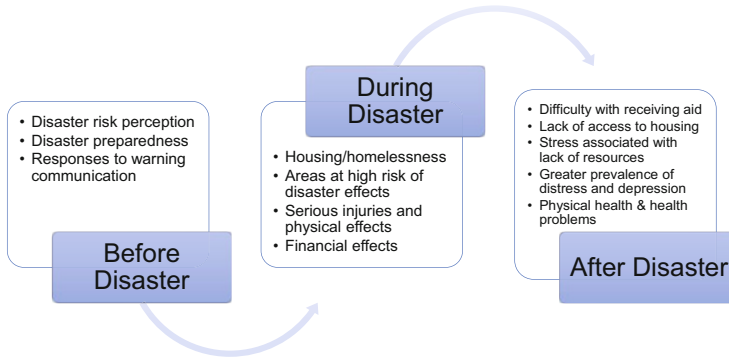 • Disaster risk perception
• Disaster preparedness
• Responses to warning
communication
Before
Disaster
During
Disaster
• Housing/homelessness
• Areas at high risk of
disaster effects
• Serious injuries and
physical effects
• Financial effects
• Difficulty with receiving aid
• Lack of access to housing
• Stress associated with
lack of resources
• Greater prevalence of
distress and depression
• Physical health & health
problems
After Disaster